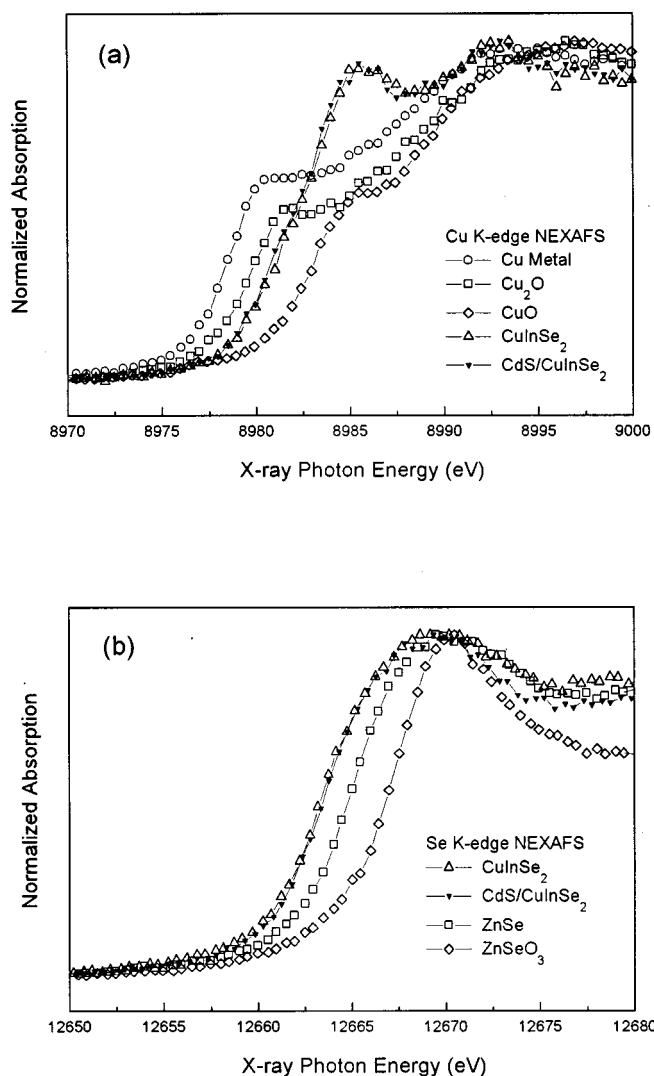 (a)
Normalized Absorption
Cu K-edge NEXAFS
Cu Metal
Cu₂O
CuO
CuInSe₂
CdS/CuInSe₂
8970 8975 8980 8985 8990 8995 9000
X-ray Photon Energy (eV)
(b)
Normalized Absorption
Se K-edge NEXAFS
CuInSe₂
CdS/CuInSe₂
ZnSe
ZnSeO₃
12650 12655 12660 12665 12670 12675 12680
X-ray Photon Energy (eV)